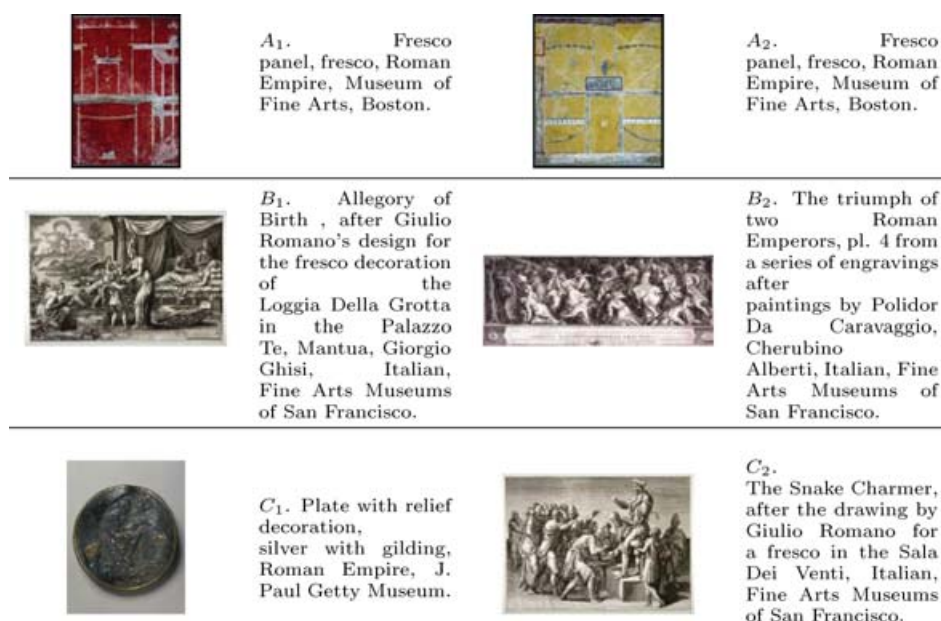 A1. Fresco
panel, fresco, Roman
Empire, Museum of
Fine Arts, Boston.
A2. Fresco
panel, fresco, Roman
Empire, Museum of
Fine Arts, Boston.
B1. Allegory of
Birth , after Giulio
Romano's design for
the fresco decoration
of the
Loggia Della Grotta
in the Palazzo
Te, Mantua, Giorgio
Ghisi, Italian,
Fine Arts Museums
of San Francisco.
B2. The triumph of
two Roman
Emperors, pl. 4 from
a series of engravings
after
paintings by Polidor
Da Caravaggio,
Cherubino
Alberti, Italian, Fine
Arts Museums of
San Francisco.
C1. Plate with relief
decoration,
silver with gilding,
Roman Empire, J.
Paul Getty Museum.
C2.
The Snake Charmer,
after the drawing by
Giulio Romano for
a fresco in the Sala
Dei Venti, Italian,
Fine Arts Museums
of San Francisco.